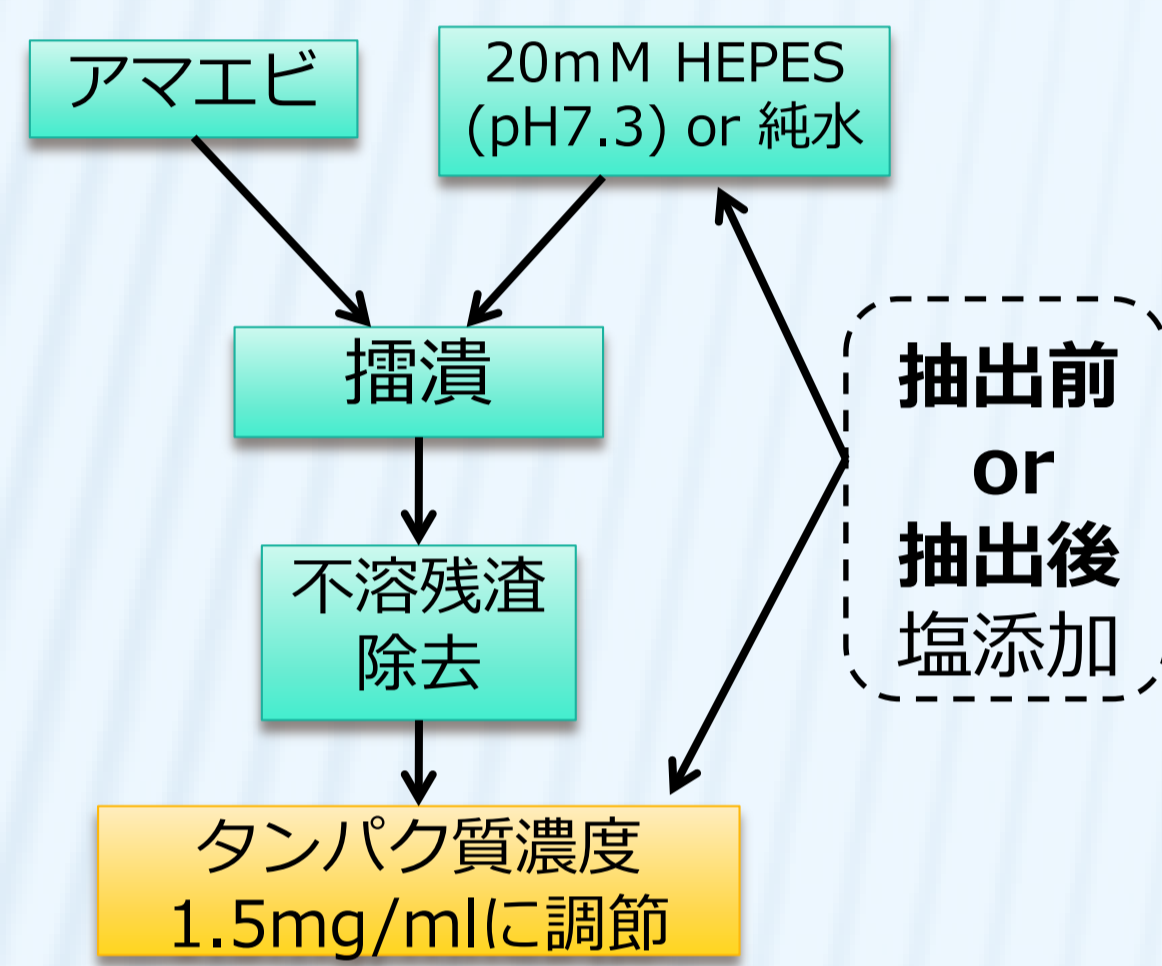 アマエビ
20mM HEPES
(pH7.3) or 純水
擂潰
不溶残渣
除去
タンパク質濃度
1.5mg/mlに調節
抽出前
or
抽出後
塩添加